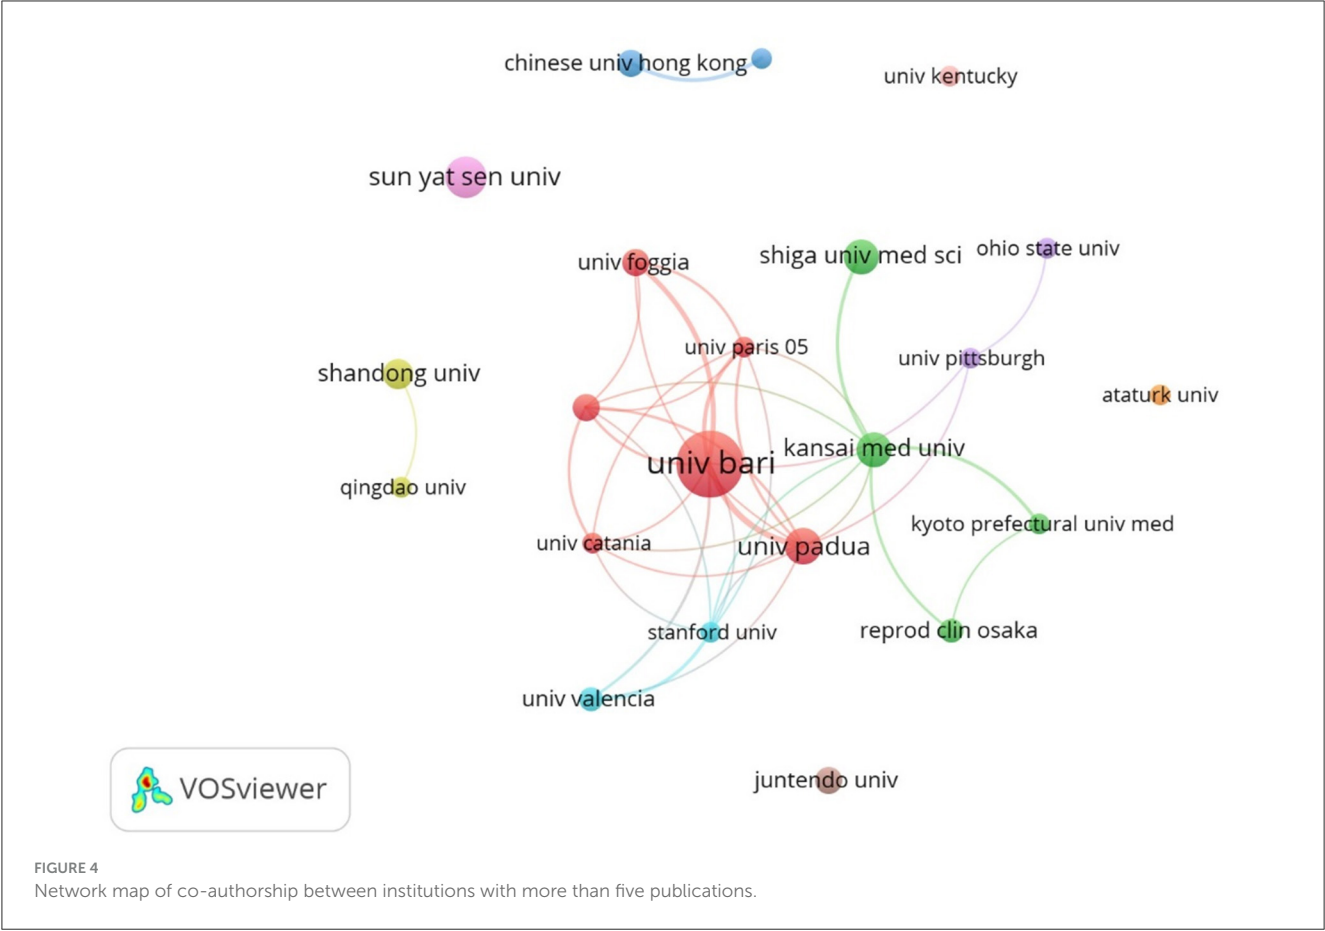 chinese univ hong kong
univ kentucky
sun yat sen univ
univ foggia
shiga univ med sci
ohio state univ
univ paris 05
univ pittsburgh
shandong univ
ataturk univ
kansai med univ
univ bari
qingdao univ
kyoto prefectural univ med
univ catania
univ padua
stanford univ
reprod clin osaka
univ valencia
juntendo univ
VOSviewer
FIGURE 4
Network map of co-authorship between institutions with more than five publications.